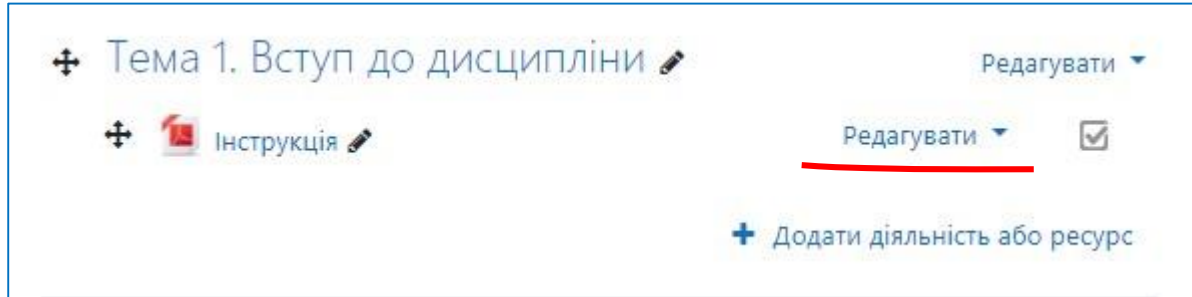 Тема 1. Вступ до дисципліни Редагувати
Інструкція Редагувати
Додати діяльність або ресурс